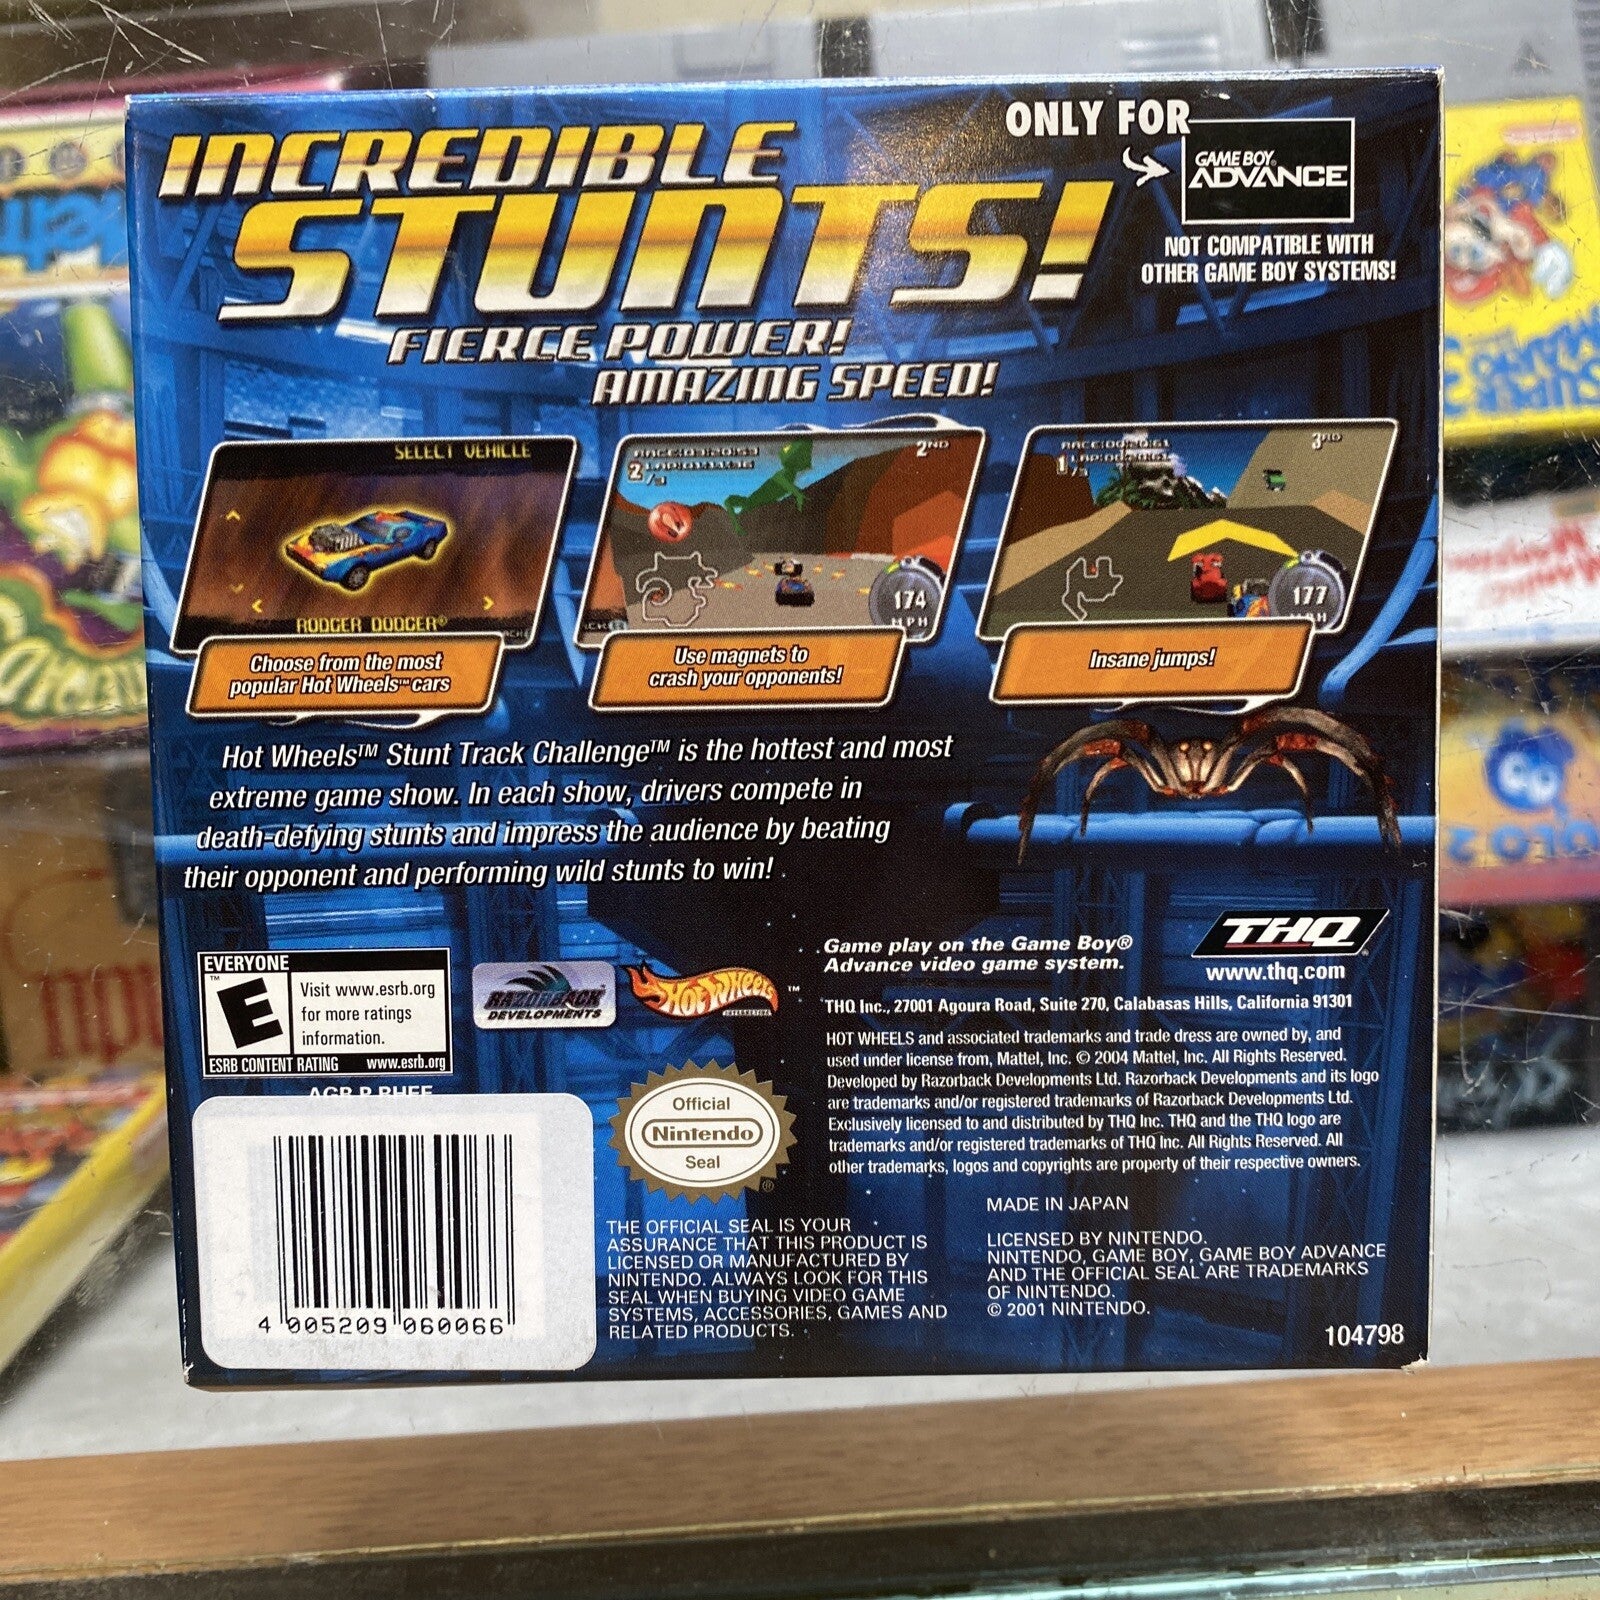 INCREDIBLE
STUNTS!
FIERCE POWER!
AMAZING SPEED!
ONLY FOR
GAME BOY
ADVANCE
NOT COMPATIBLE WITH
OTHER GAME BOY SYSTEMS!
SELECT VEHICLE
RODGER DODGER®
Choose from the most
popular Hot Wheels™ cars
2ND
2/3
174
MPH
Use magnets to
crash your opponents!
3RD
1/3
177
MPH
Insane jumps!
Hot Wheels™ Stunt Track Challenge™ is the hottest and most
extreme game show. In each show, drivers compete in
death-defying stunts and impress the audience by beating
their opponent and performing wild stunts to win!
EVERYONE
E
™
Visit www.esrb.org
for more ratings
information.
ESRB CONTENT RATING www.esrb.org
RAZORBACK
DEVELOPMENTS
HOT WHEELS ™
INTERACTIVE
Game play on the Game Boy®
Advance video game system.
THQ
www.thq.com
THQ Inc., 27001 Agoura Road, Suite 270, Calabasas Hills, California 91301
HOT WHEELS and associated trademarks and trade dress are owned by, and
used under license from, Mattel, Inc. © 2004 Mattel, Inc. All Rights Reserved.
Developed by Razorback Developments Ltd. Razorback Developments and its logo
are trademarks and/or registered trademarks of Razorback Developments Ltd.
Exclusively licensed to and distributed by THQ Inc. THQ and the THQ logo are
trademarks and/or registered trademarks of THQ Inc. All Rights Reserved. All
other trademarks, logos and copyrights are property of their respective owners.
Official
Nintendo
Seal
®
THE OFFICIAL SEAL IS YOUR
ASSURANCE THAT THIS PRODUCT IS
LICENSED OR MANUFACTURED BY
NINTENDO. ALWAYS LOOK FOR THIS
SEAL WHEN BUYING VIDEO GAME
SYSTEMS, ACCESSORIES, GAMES AND
RELATED PRODUCTS.
MADE IN JAPAN
LICENSED BY NINTENDO.
NINTENDO, GAME BOY, GAME BOY ADVANCE
AND THE OFFICIAL SEAL ARE TRADEMARKS
OF NINTENDO.
© 2001 NINTENDO.
104798
4 005209 060066
SUPER
MARIO